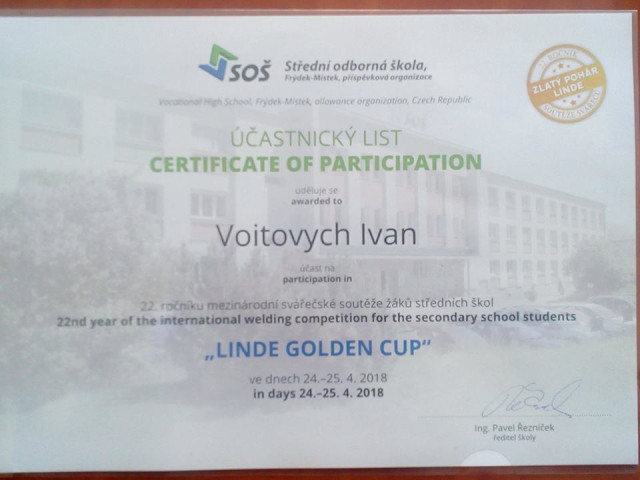 SOŠ
Střední odborná škola,
Frýdek-Místek, příspěvková organizace
Vocational High School, Frýdek-Místek, allowance organization, Czech Republic
ZLATÝ POHÁR
LINDE
ÚČASTNICKÝ LIST
CERTIFICATE OF PARTICIPATION
uděluje se
awarded to
Voitovych Ivan
účast na
participation in
22. ročníku mezinárodní svářečské soutěže žáků středních škol
22nd year of the international welding competition for the secondary school students
„LINDE GOLDEN CUP“
ve dnech 24.–25. 4. 2018
in days 24.–25. 4. 2018
Ing. Pavel Řezníček
ředitel školy